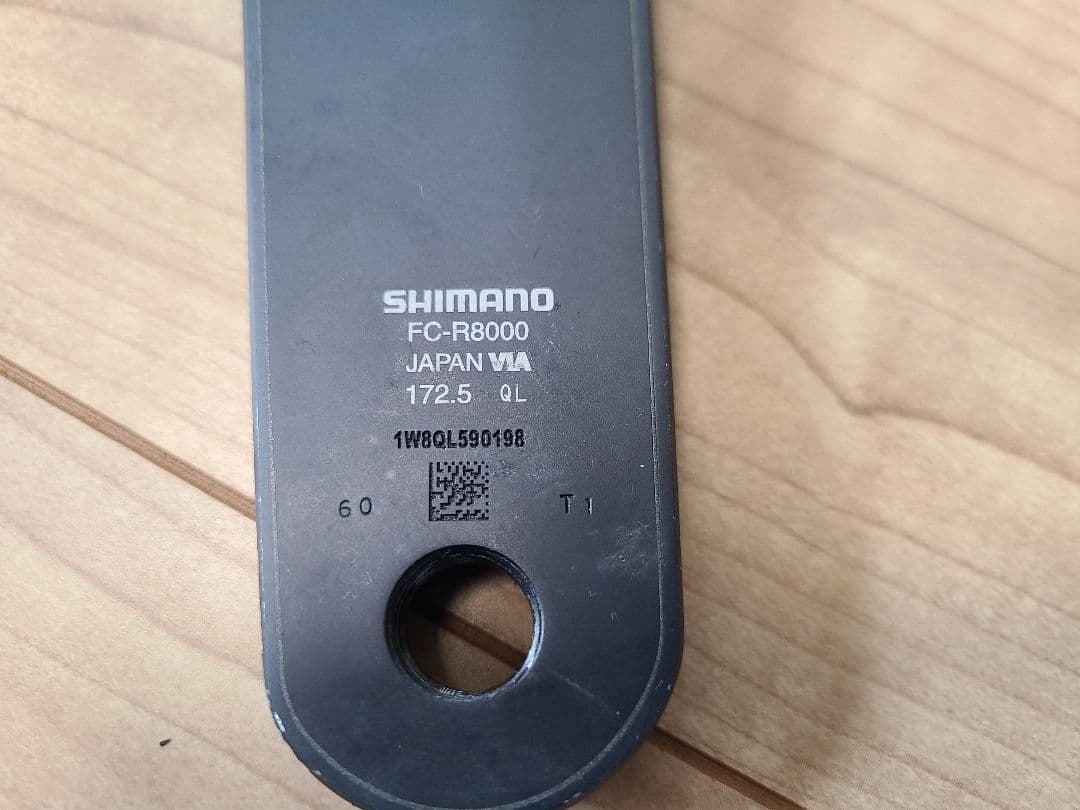 SHIMANO
FC-R8000
JAPAN VIA
172.5 QL
1W8QL590198
60 T1